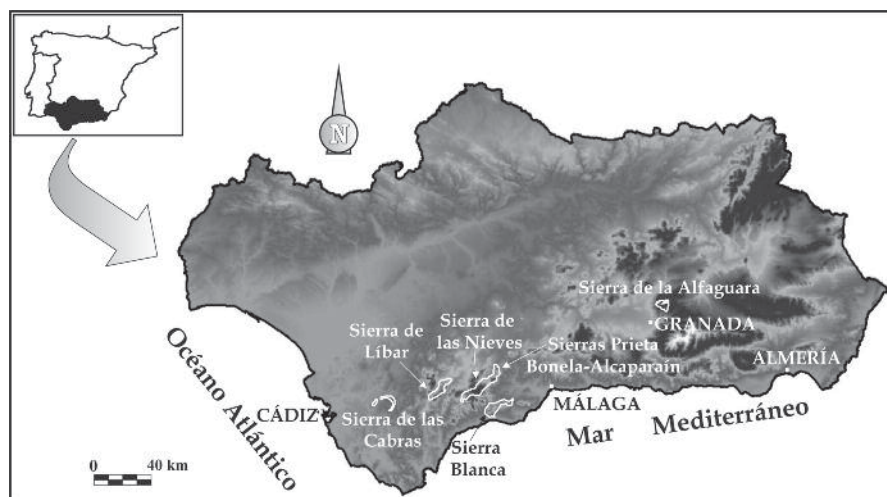 N
Sierra de la Alfaguara
GRANADA
Sierra de
Líbar
Sierra de
las Nieves
Sierras Prieta
Bonela-Alcaparaín
ALMERÍA
Océano Atlántico
CÁDIZ
Sierra de las
Cabras
Sierra
Blanca
MÁLAGA
Mar Mediterráneo
0 40 km